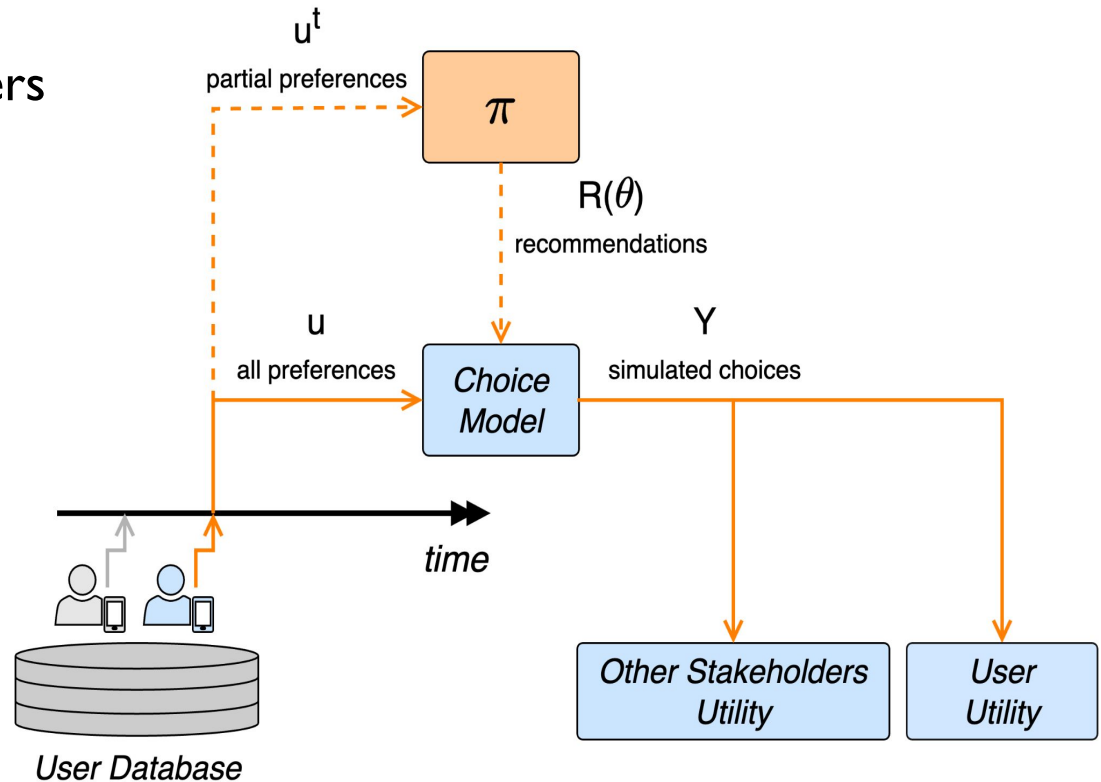 u^t
ers
partial preferences
π
R(θ)
recommendations
u
Y
all preferences
simulated choices
Choice
Model
time
Other Stakeholders
Utility
User
Utility
User Database